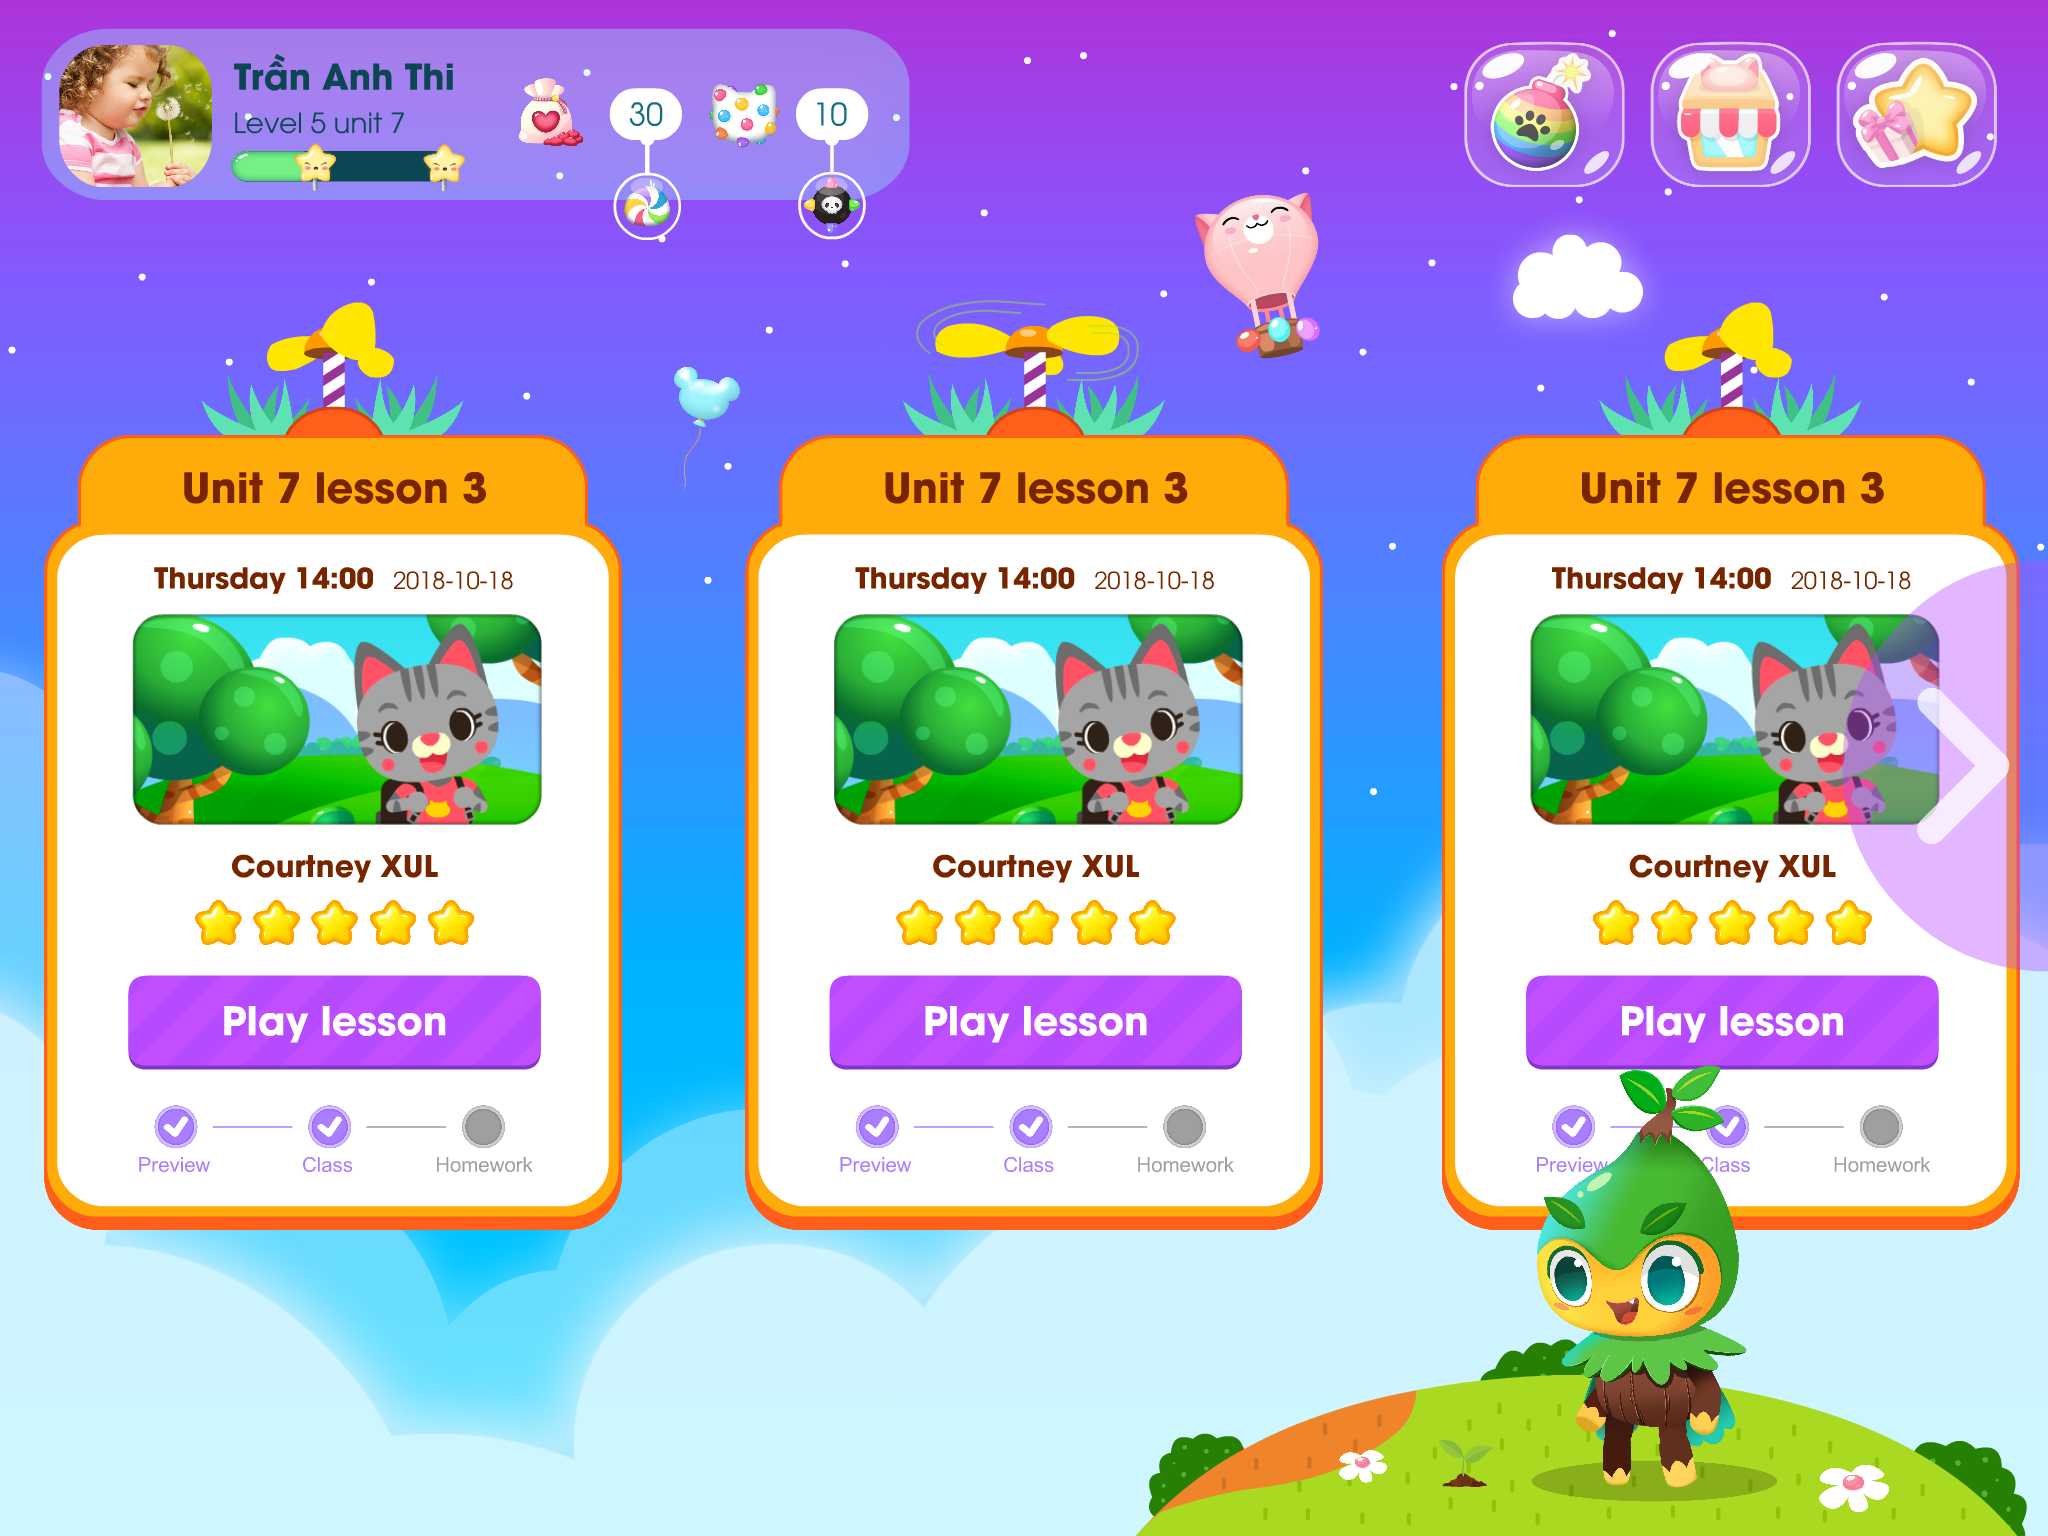 Trần Anh Thi
Level 5 unit 7
30
10
Unit 7 lesson 3
Thursday 14:00 2018-10-18
Courtney XUL
Play lesson
Preview
Class
Homework
Unit 7 lesson 3
Thursday 14:00 2018-10-18
Courtney XUL
Play lesson
Preview
Class
Homework
Unit 7 lesson 3
Thursday 14:00 2018-10-18
Courtney XUL
Play lesson
Preview
Class
Homework